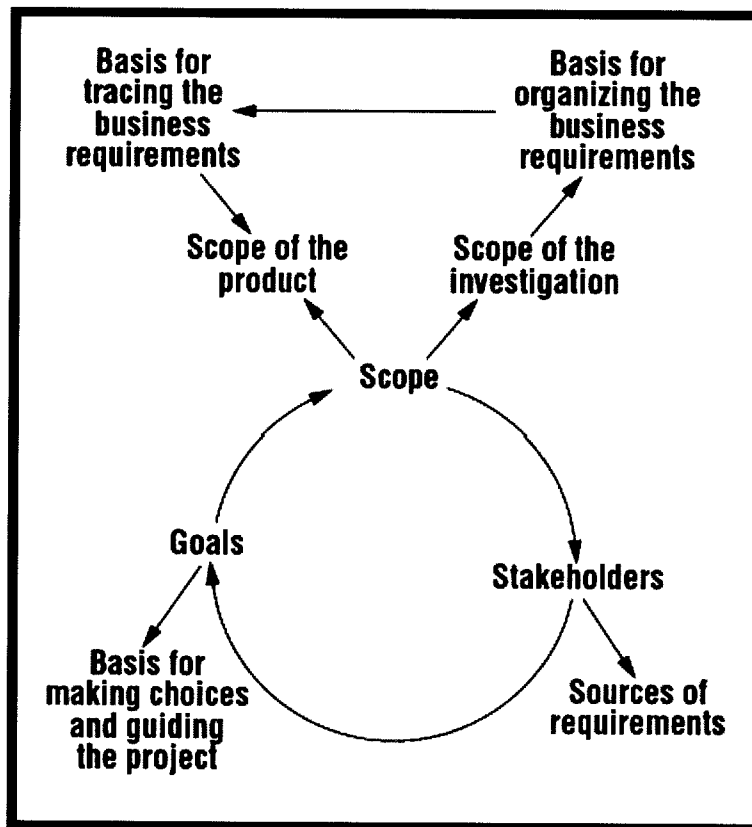 Basis for
tracing the
business
requirements
Basis for
organizing the
business
requirements
Scope of the
product
Scope of the
investigation
Scope
Goals
Stakeholders
Basis for
making choices
and guiding
the project
Sources of
requirements